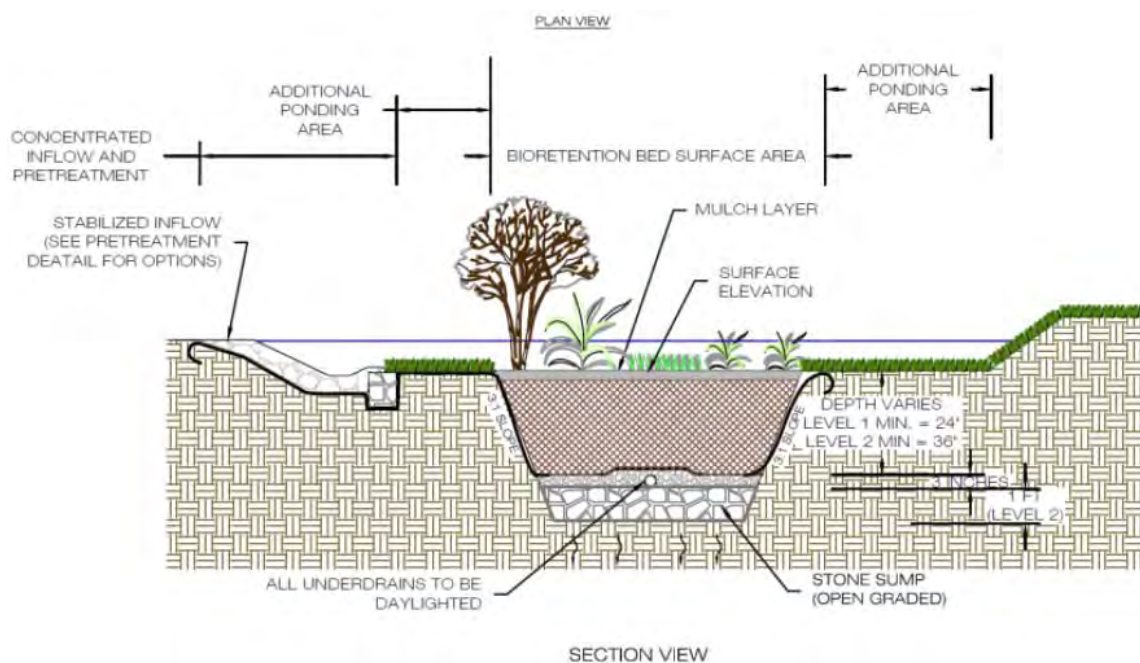 PLAN VIEW
ADDITIONAL
PONDING
AREA
ADDITIONAL
PONDING
AREA
CONCENTRATED
INFLOW AND
PRETREATMENT
BIORETENTION BED SURFACE AREA
STABILIZED INFLOW
(SEE PRETREATMENT
DEATAIL FOR OPTIONS)
MULCH LAYER
SURFACE
ELEVATION
3:1 SLOPE
3:1 SLOPE
DEPTH VARIES
LEVEL 1 MIN. = 24"
LEVEL 2 MIN = 36"
3 INCHES
1 FT
(LEVEL 2)
ALL UNDERDRAINS TO BE
DAYLIGHTED
STONE SUMP
(OPEN GRADED)
SECTION VIEW